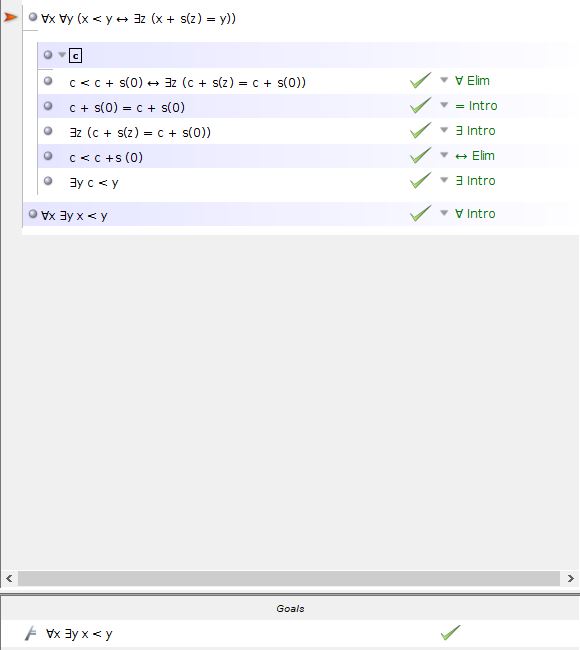 ∀x ∀y (x < y ↔ ∃z (x + s(z) = y))
c
c < c + s(0) ↔ ∃z (c + s(z) = c + s(0)) ∀ Elim
c + s(0) = c + s(0) = Intro
∃z (c + s(z) = c + s(0)) ∃ Intro
c < c +s (0) ↔ Elim
∃y c < y ∃ Intro
∀x ∃y x < y ∀ Intro
Goals
∀x ∃y x < y